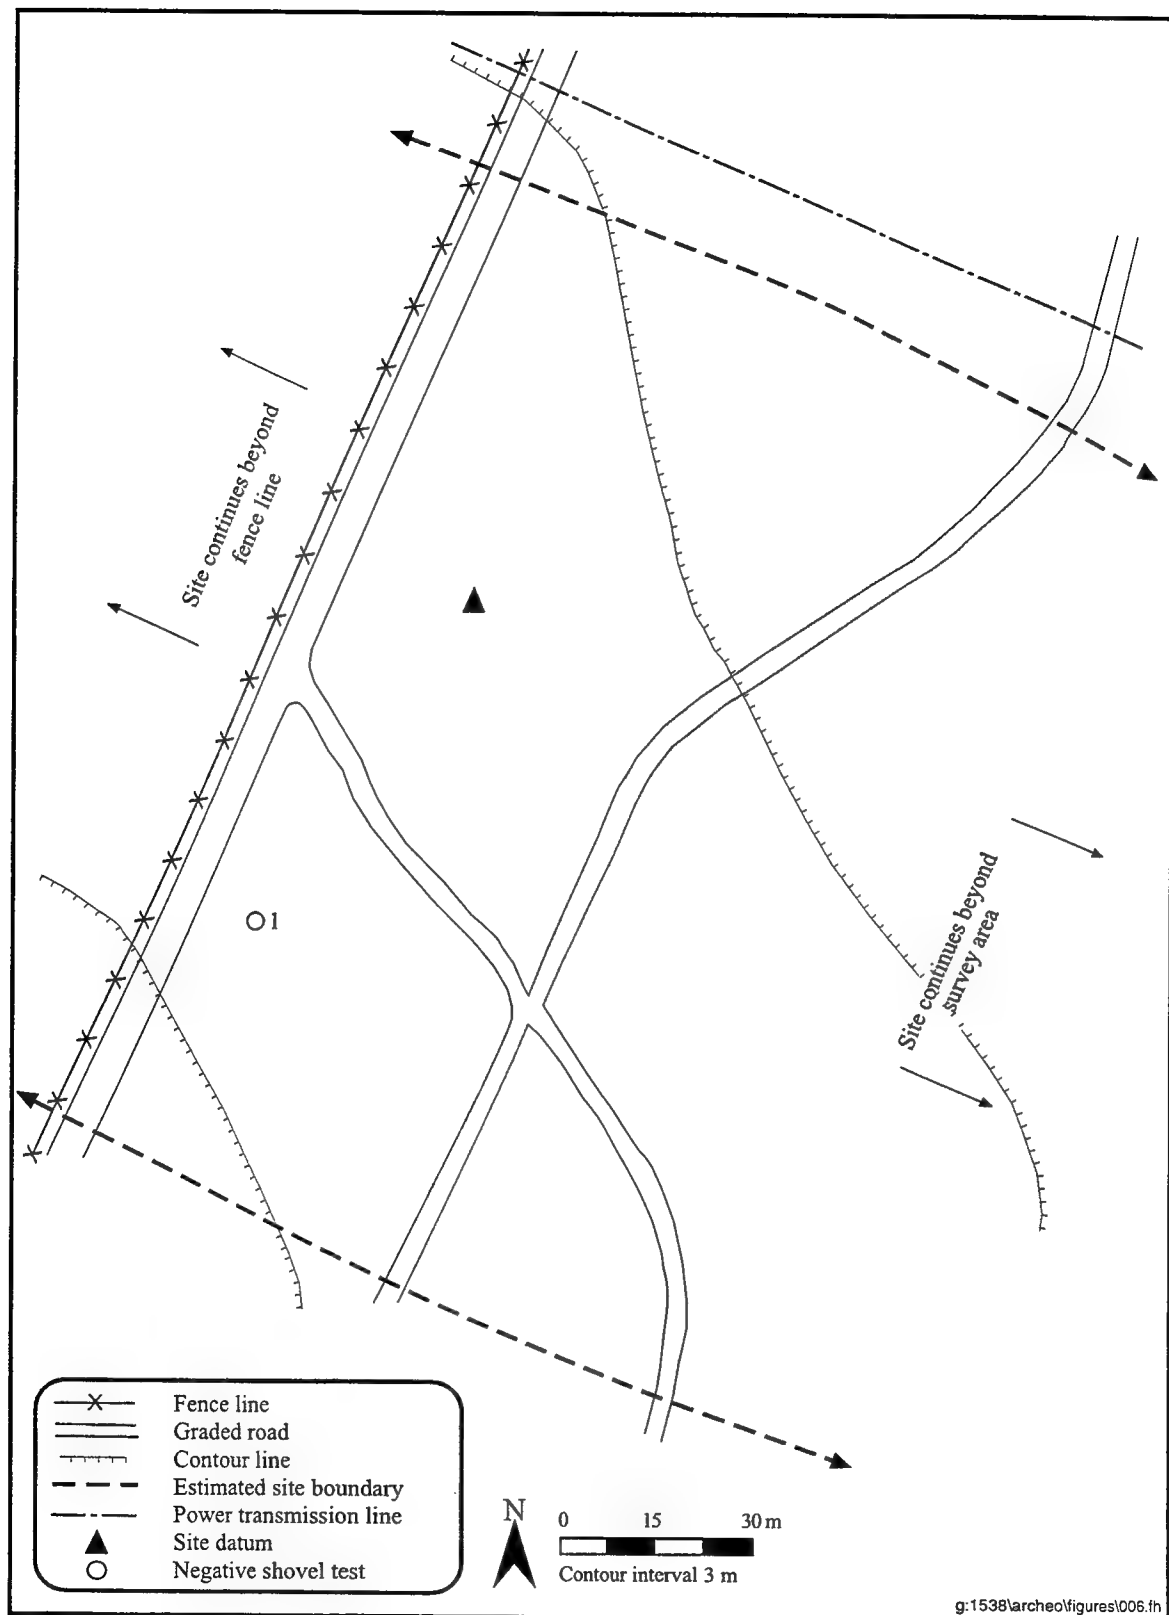 Site continues beyond
fence line
1
Site continues beyond
survey area
Fence line
Graded road
Contour line
Estimated site boundary
Power transmission line
Site datum
Negative shovel test
N
0 15 30 m
Contour interval 3 m
g:1538\archeo\figures\006.fh